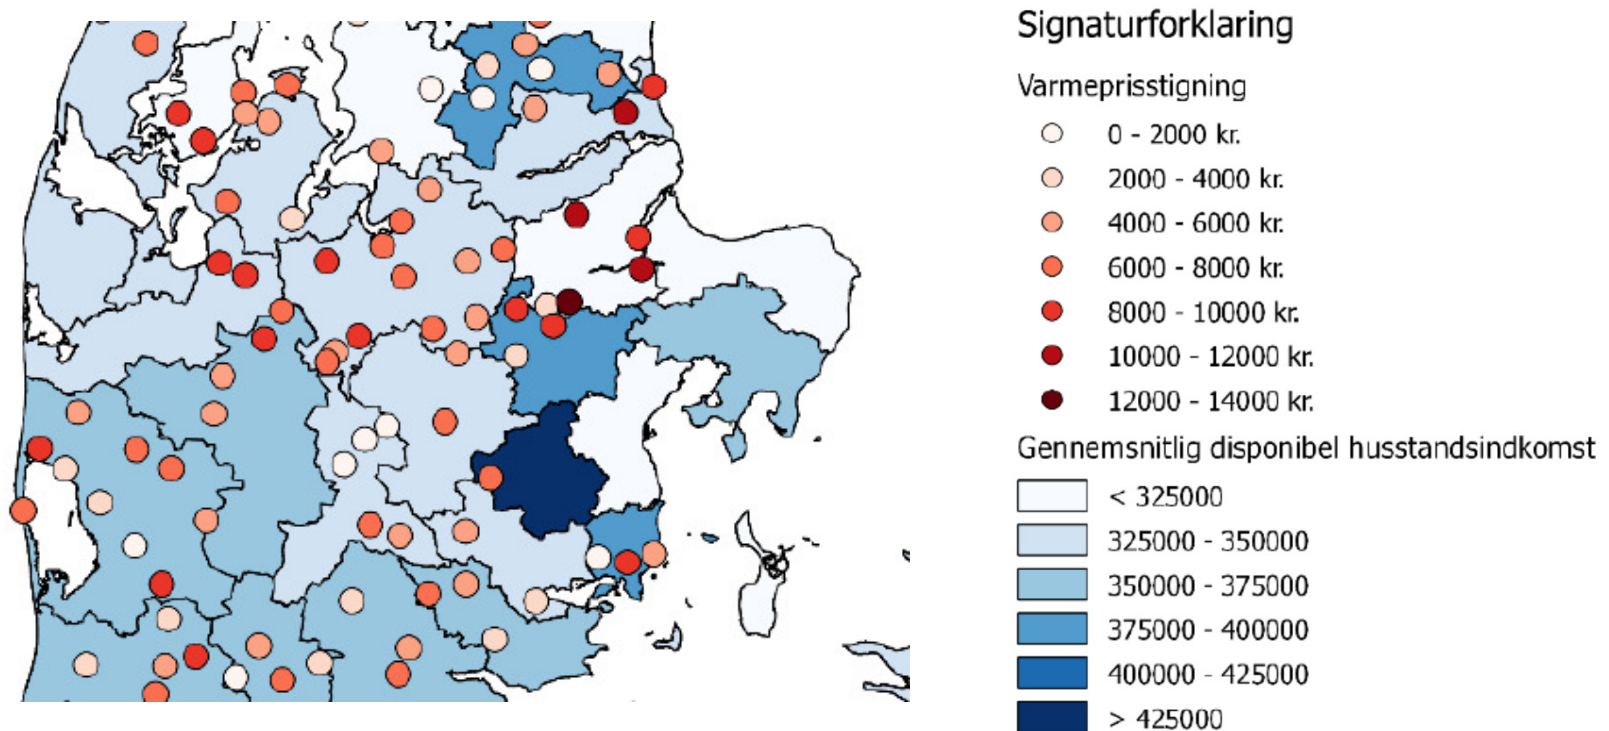 Signaturforklaring
Varmeprisstigning
0 - 2000 kr.
2000 - 4000 kr.
4000 - 6000 kr.
6000 - 8000 kr.
8000 - 10000 kr.
10000 - 12000 kr.
12000 - 14000 kr.
Gennemsnitlig disponibel husstandsindkomst
< 325000
325000 - 350000
350000 - 375000
375000 - 400000
400000 - 425000
> 425000